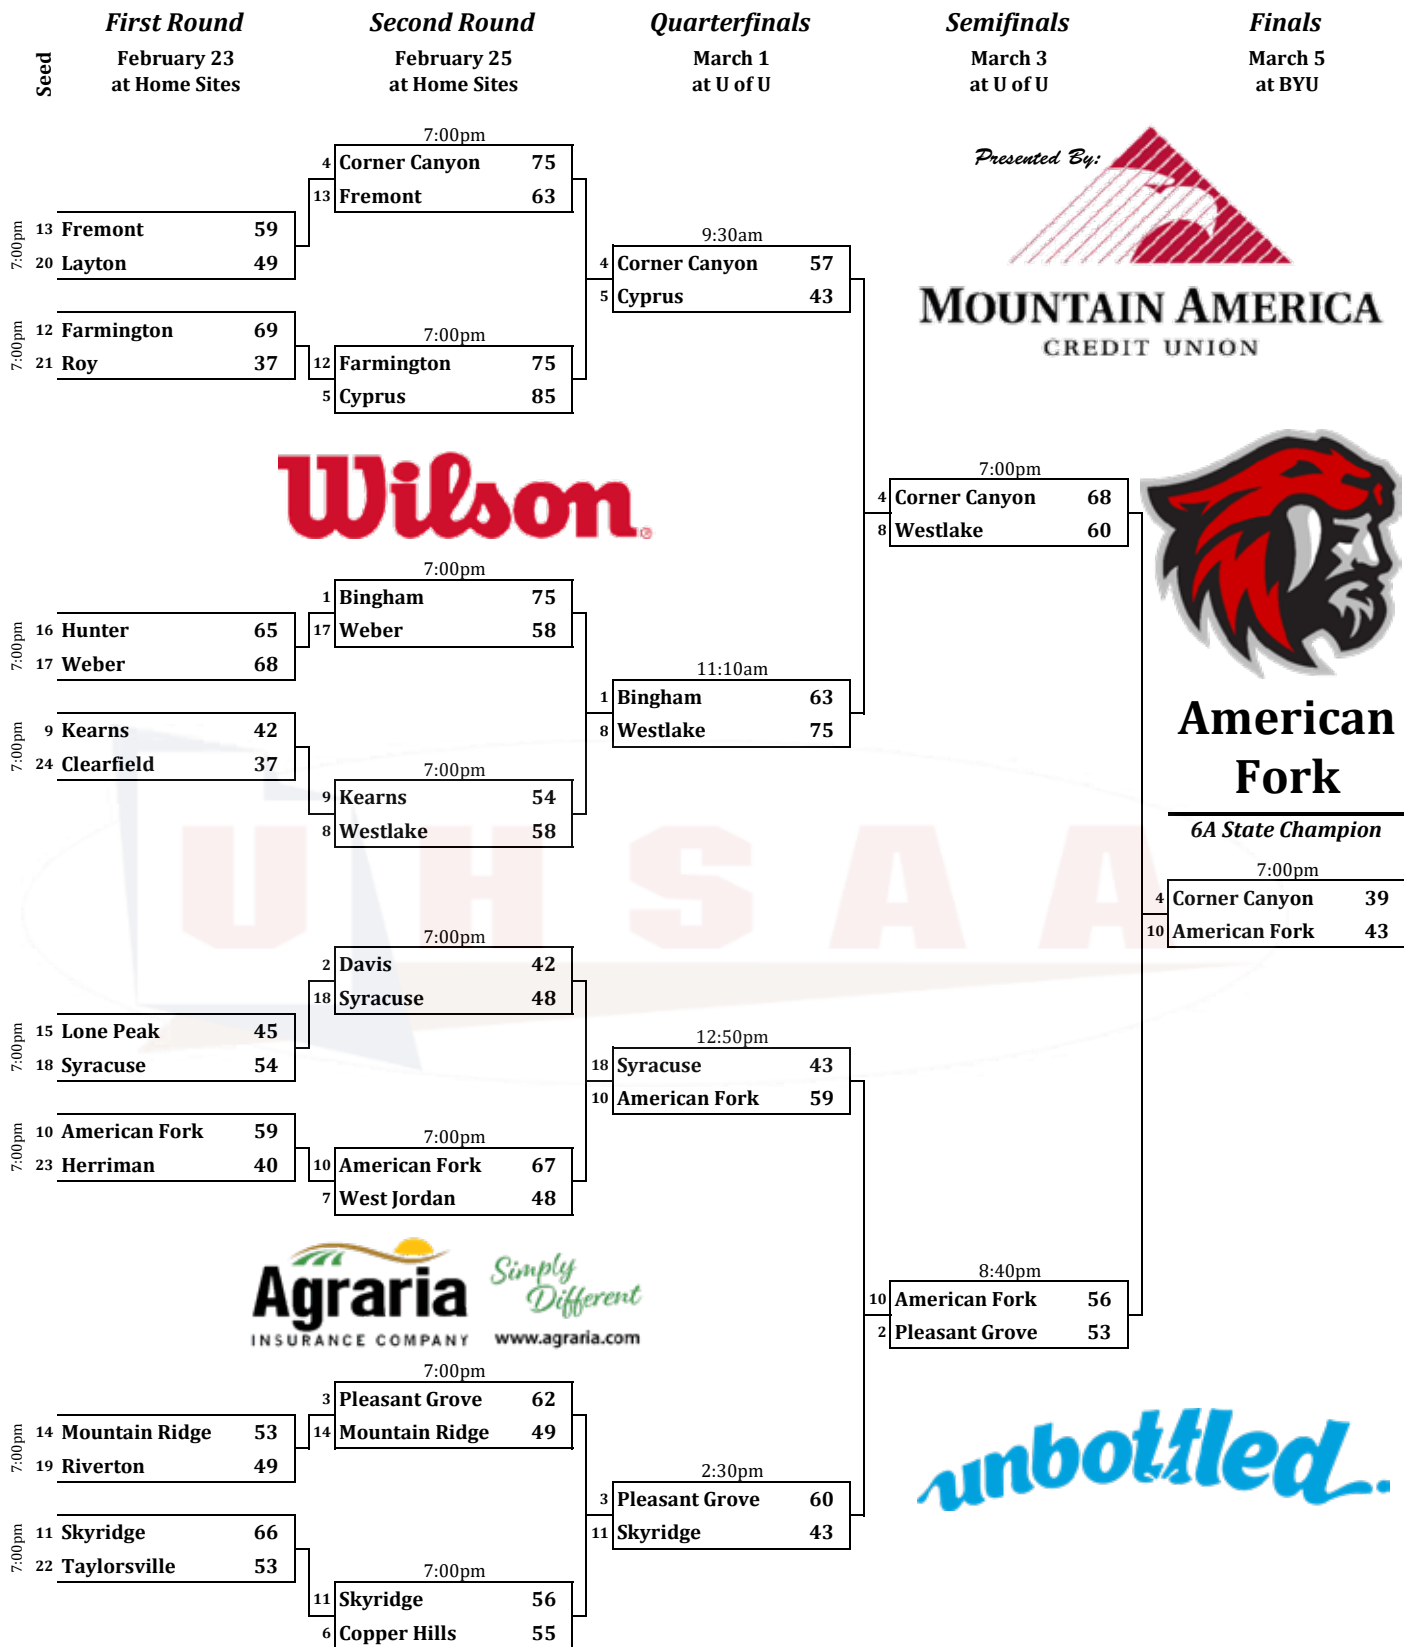 First Round
Second Round
Quarterfinals
Semifinals
Finals
Seed
February 23
at Home Sites
February 25
at Home Sites
March 1
at U of U
March 3
at U of U
March 5
at BYU
7:00pm
13 Fremont 59
20 Layton 49
7:00pm
12 Farmington 69
21 Roy 37
7:00pm
16 Hunter 65
17 Weber 68
7:00pm
9 Kearns 42
24 Clearfield 37
7:00pm
15 Lone Peak 45
18 Syracuse 54
7:00pm
10 American Fork 59
23 Herriman 40
7:00pm
14 Mountain Ridge 53
19 Riverton 49
7:00pm
11 Skyridge 66
22 Taylorsville 53
7:00pm
4 Corner Canyon 75
13 Fremont 63
7:00pm
12 Farmington 75
5 Cyprus 85
Wilson®
7:00pm
1 Bingham 75
17 Weber 58
7:00pm
9 Kearns 54
8 Westlake 58
7:00pm
2 Davis 42
18 Syracuse 48
7:00pm
10 American Fork 67
7 West Jordan 48
Agraria
INSURANCE COMPANY
Simply
Different
www.agraria.com
7:00pm
3 Pleasant Grove 62
14 Mountain Ridge 49
7:00pm
11 Skyridge 56
6 Copper Hills 55
9:30am
4 Corner Canyon 57
5 Cyprus 43
11:10am
1 Bingham 63
8 Westlake 75
12:50pm
18 Syracuse 43
10 American Fork 59
2:30pm
3 Pleasant Grove 60
11 Skyridge 43
Presented By:
MOUNTAIN AMERICA
CREDIT UNION
7:00pm
4 Corner Canyon 68
8 Westlake 60
8:40pm
10 American Fork 56
2 Pleasant Grove 53
American
Fork
6A State Champion
7:00pm
4 Corner Canyon 39
10 American Fork 43
UHSAA
unbottled..